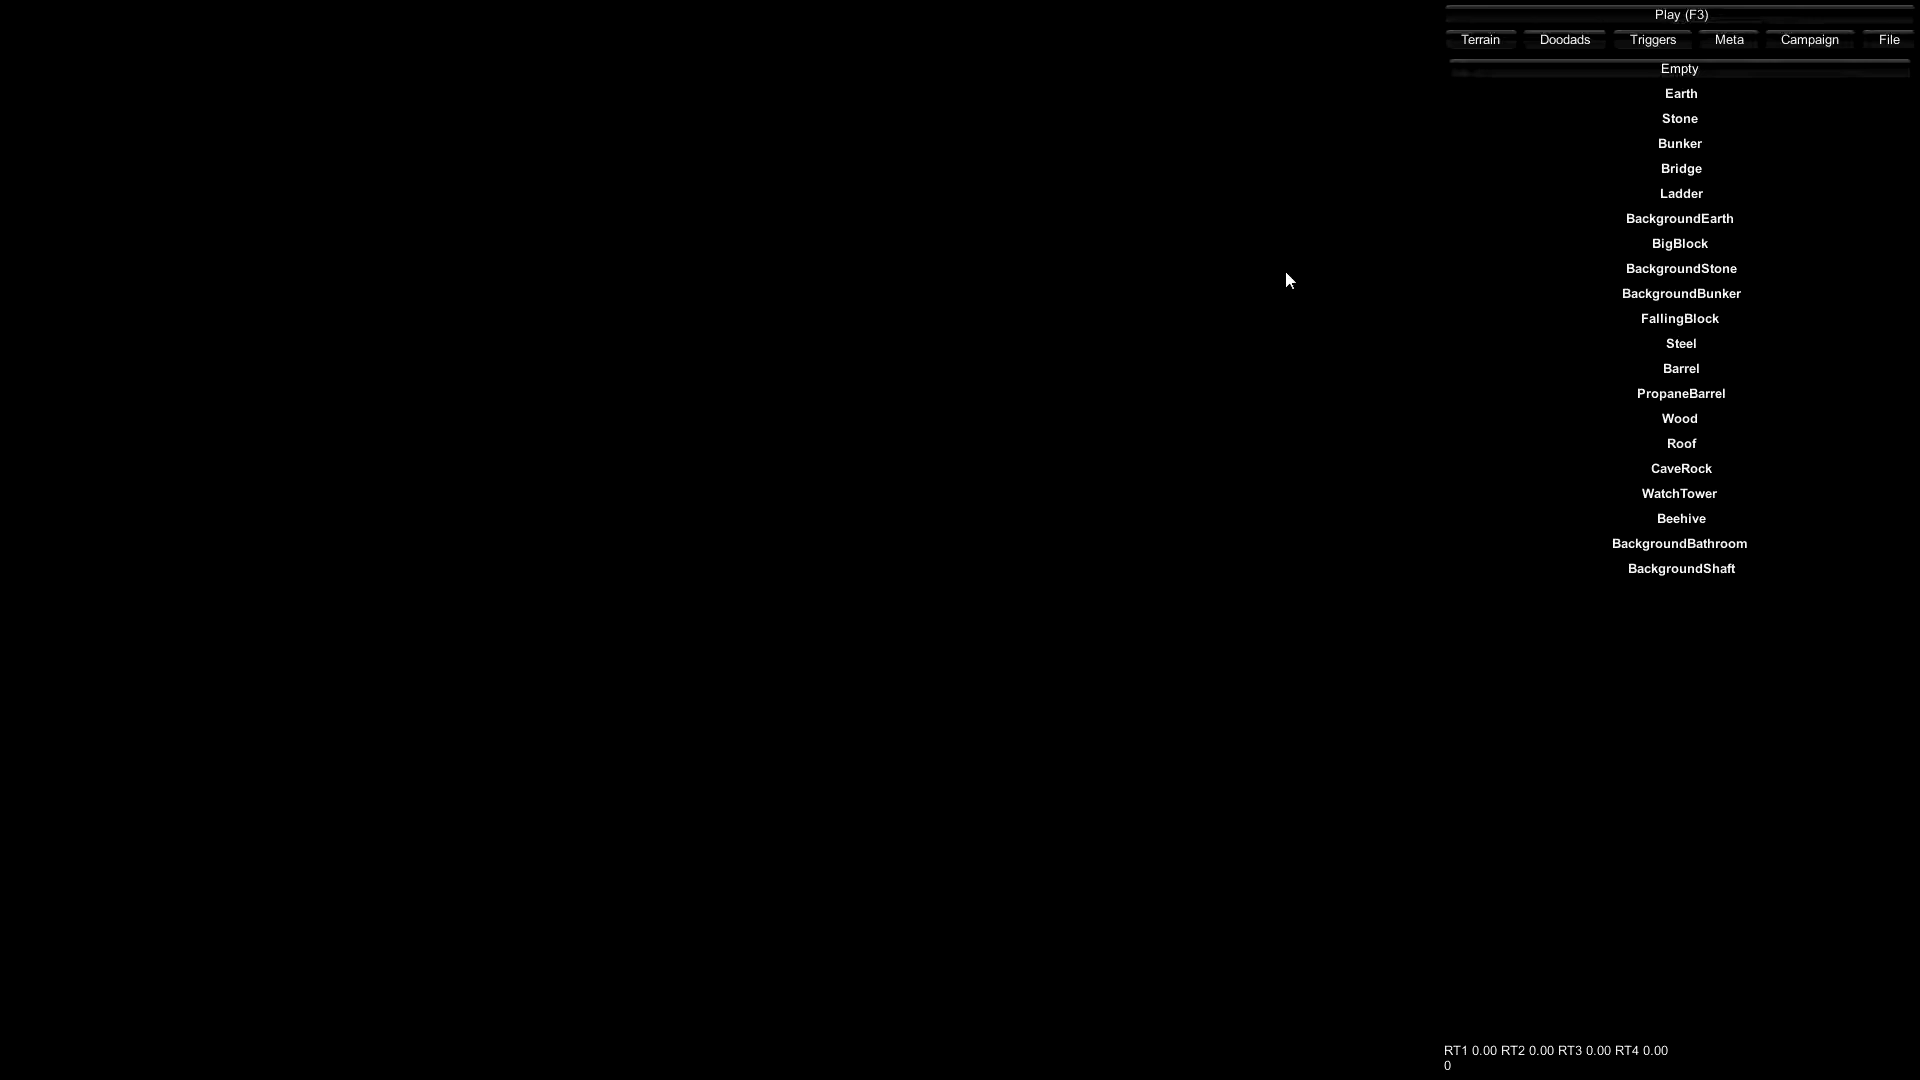 Play (F3)
Terrain Doodads Triggers Meta Campaign File
Empty
Earth
Stone
Bunker
Bridge
Ladder
BackgroundEarth
BigBlock
BackgroundStone
BackgroundBunker
FallingBlock
Steel
Barrel
PropaneBarrel
Wood
Roof
CaveRock
WatchTower
Beehive
BackgroundBathroom
BackgroundShaft
RT1 0.00 RT2 0.00 RT3 0.00 RT4 0.00
0